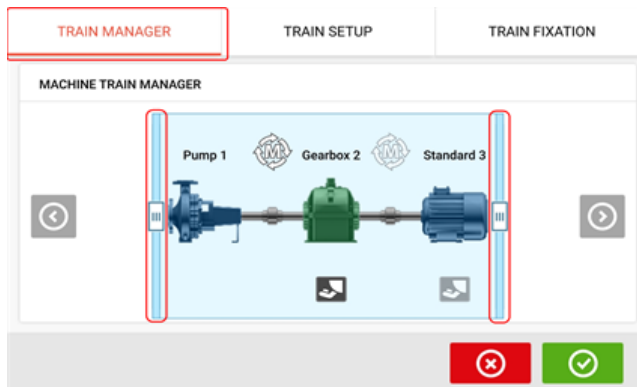 TRAIN MANAGER TRAIN SETUP TRAIN FIXATION
MACHINE TRAIN MANAGER
Pump 1 M Gearbox 2 M Standard 3